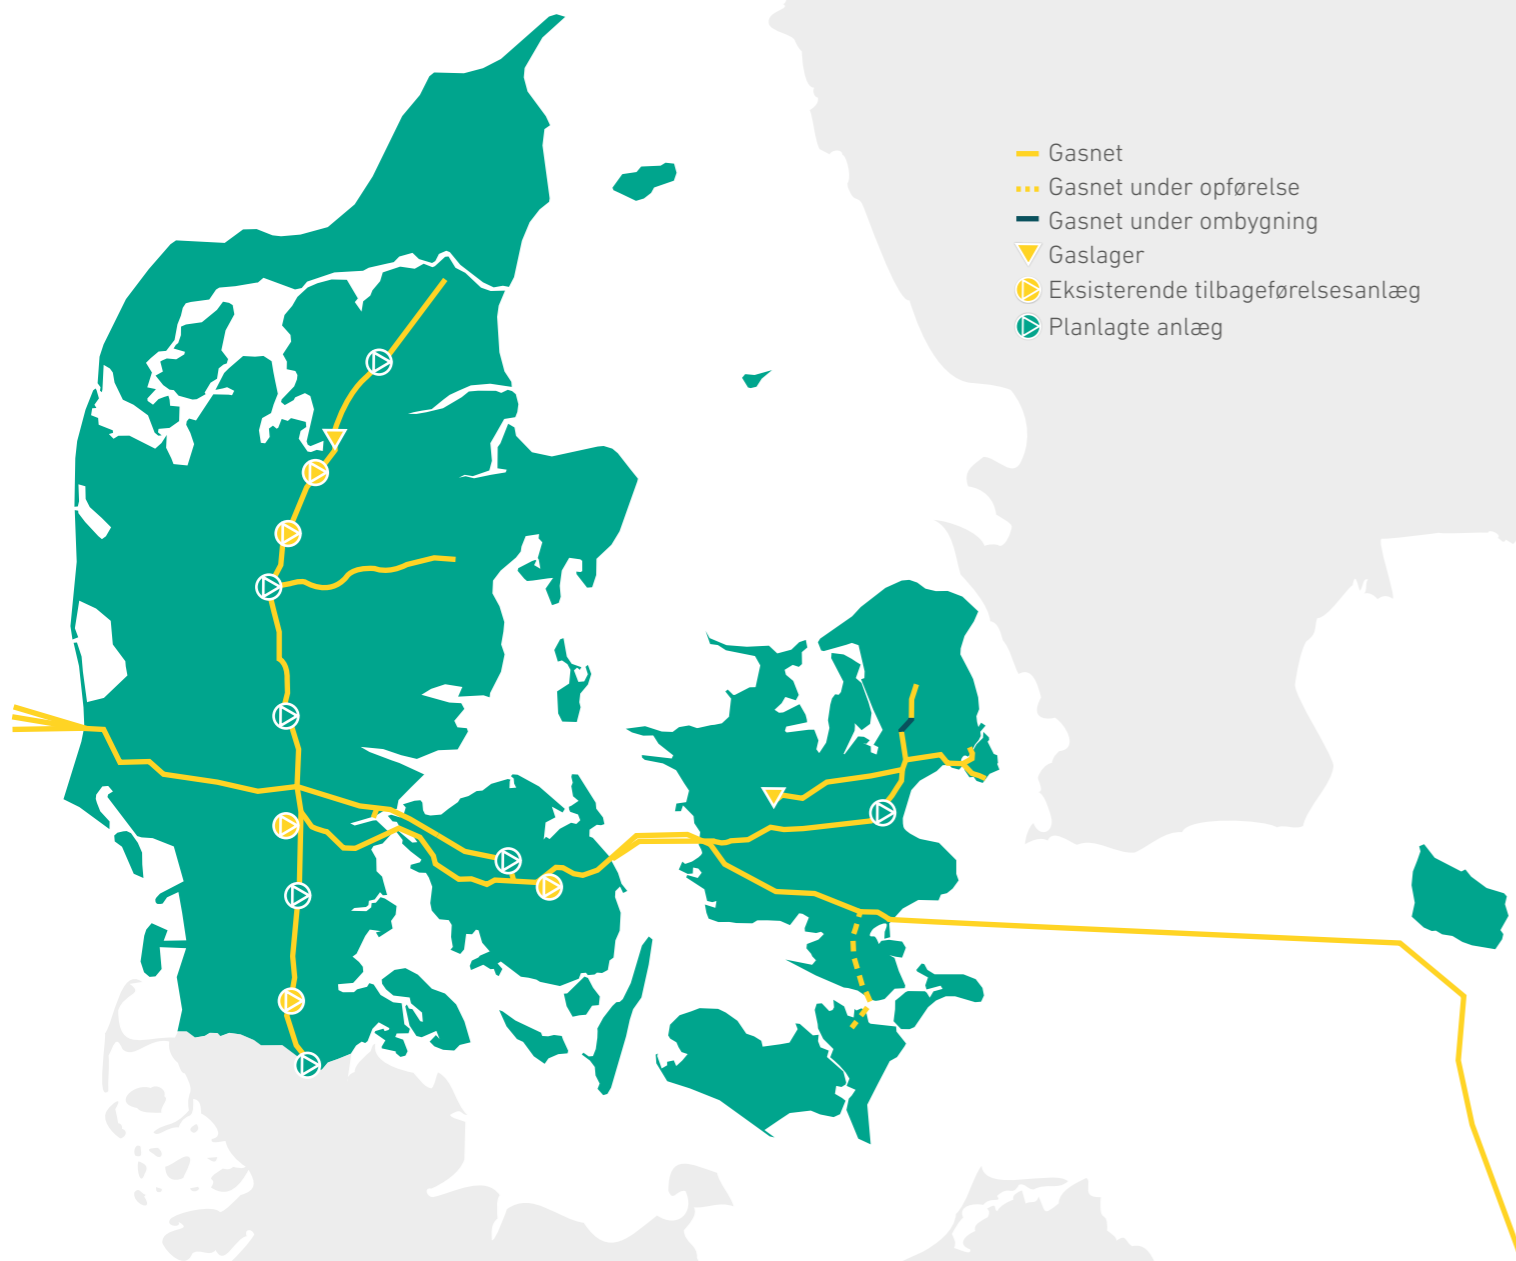 Gasnet
Gasnet under opførelse
Gasnet under ombygning
Gaslager
Eksisterende tilbageførelsesanlæg
Planlagte anlæg